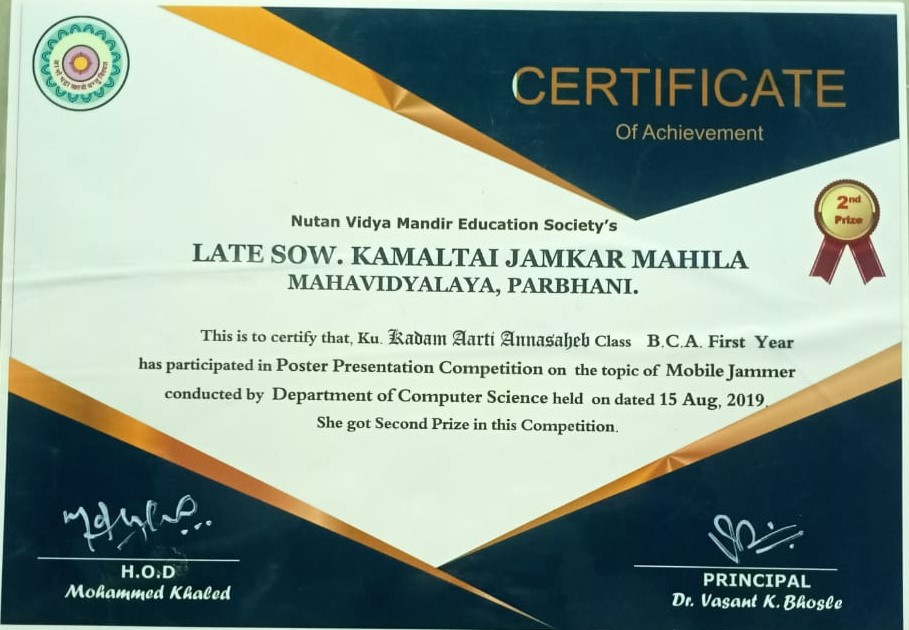 CERTIFICATE
Of Achievement
2nd
Prize
Nutan Vidya Mandir Education Society's
LATE SOW. KAMALTAI JAMKAR MAHILA
MAHAVIDYALAYA, PARBHANI.
This is to certify that, Ku. Kadam Aarti Annasaheb Class B.C.A. First Year
has participated in Poster Presentation Competition on the topic of Mobile Jammer
conducted by Department of Computer Science held on dated 15 Aug, 2019.
She got Second Prize in this Competition.
H.O.D
Mohammed Khaled
PRINCIPAL
Dr. Vasant K. Bhosle